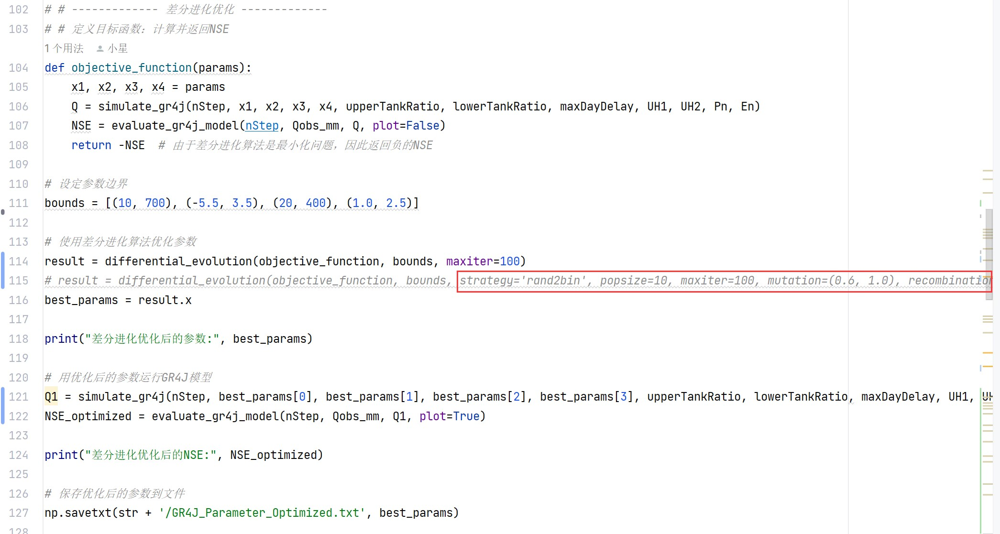 102 # # ------------- 差分进化优化 -------------
103 # # 定义目标函数：计算并返回NSE
1 个用法 小星
104 def objective_function(params):
105 x1, x2, x3, x4 = params
106 Q = simulate_gr4j(nStep, x1, x2, x3, x4, upperTankRatio, lowerTankRatio, maxDayDelay, UH1, UH2, Pn, En)
107 NSE = evaluate_gr4j_model(nStep, Qobs_mm, Q, plot=False)
108 return -NSE # 由于差分进化算法是最小化问题，因此返回负的NSE
109
110 # 设定参数边界
111 bounds = [(10, 700), (-5.5, 3.5), (20, 400), (1.0, 2.5)]
112
113 # 使用差分进化算法优化参数
114 result = differential_evolution(objective_function, bounds, maxiter=100)
115 # result = differential_evolution(objective_function, bounds, strategy='rand2bin', popsize=10, maxiter=100, mutation=(0.6, 1.0), recombination
116 best_params = result.x
117
118 print("差分进化优化后的参数:", best_params)
119
120 # 用优化后的参数运行GR4J模型
121 Q1 = simulate_gr4j(nStep, best_params[0], best_params[1], best_params[2], best_params[3], upperTankRatio, lowerTankRatio, maxDayDelay, UH1, UH
122 NSE_optimized = evaluate_gr4j_model(nStep, Qobs_mm, Q1, plot=True)
123
124 print("差分进化优化后的NSE:", NSE_optimized)
125
126 # 保存优化后的参数到文件
127 np.savetxt(str + '/GR4J_Parameter_Optimized.txt', best_params)
128